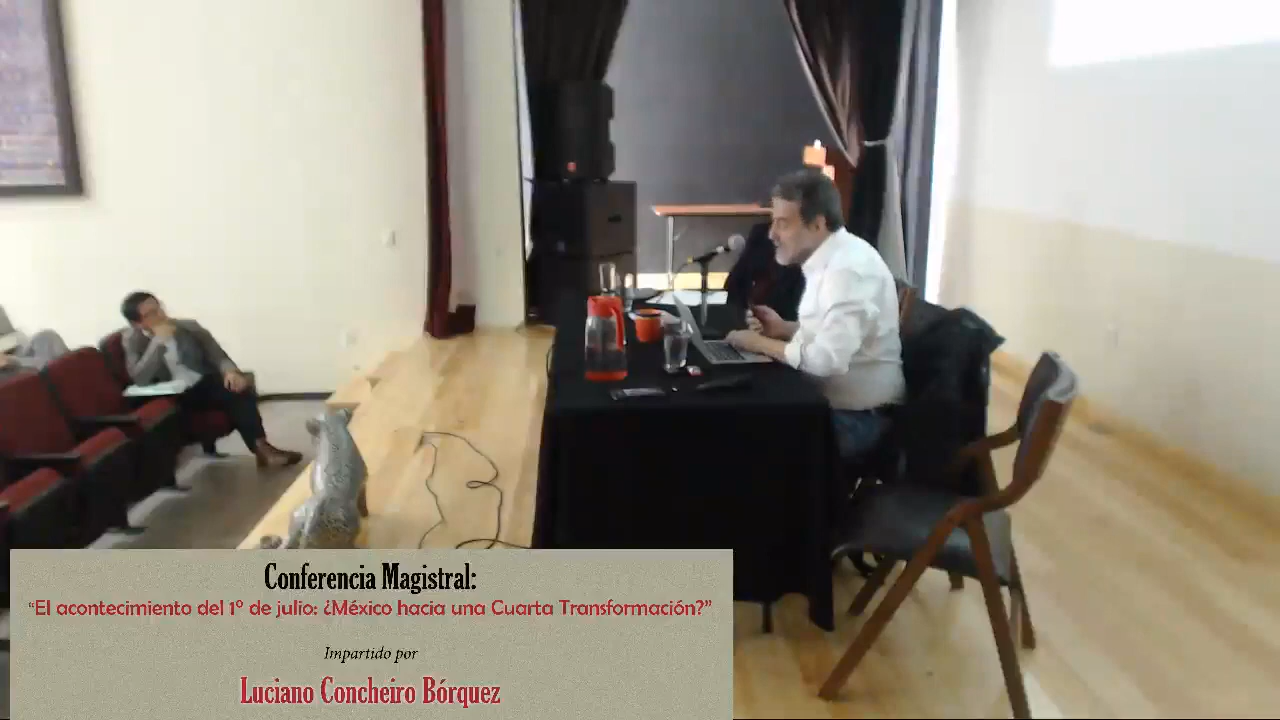 Conferencia Magistral:
“El acontecimiento del 1º de julio: ¿México hacia una Cuarta Transformación?”
Impartido por
Luciano Concheiro Bórquez